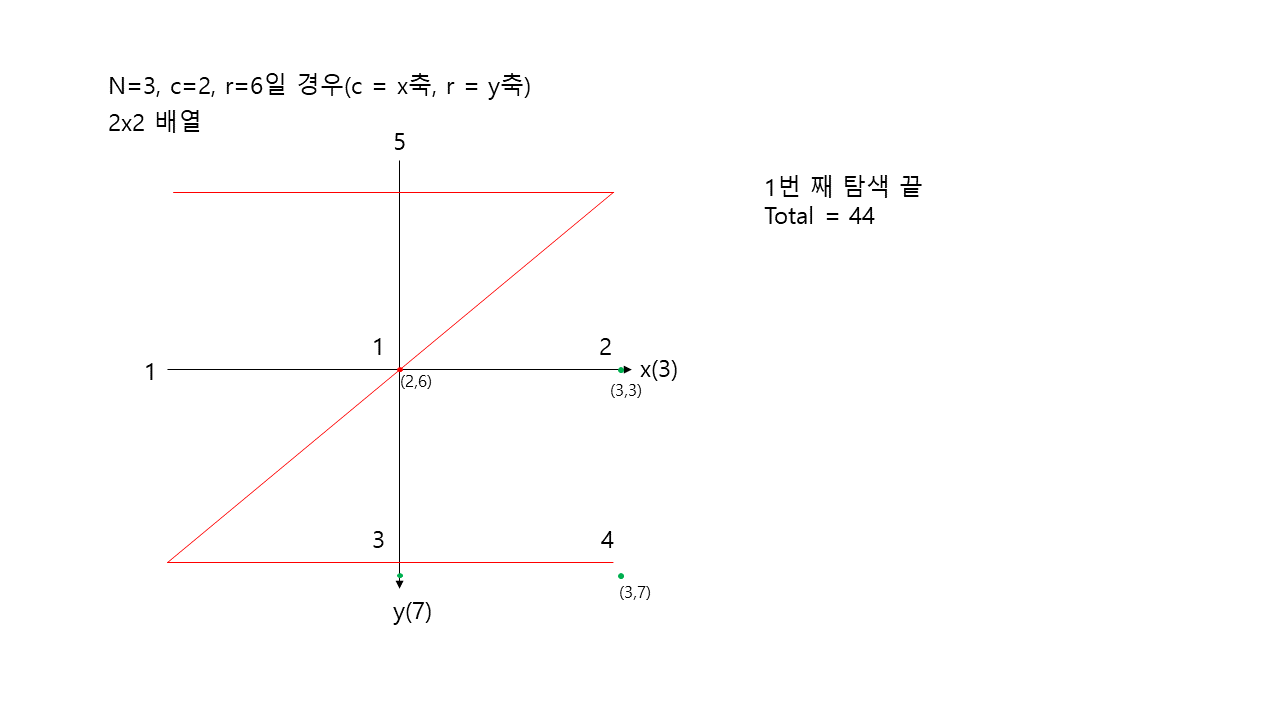 N=3, c=2, r=6일 경우(c = x축, r = y축)
2x2 배열
5
1번 째 탐색 끝
Total = 44
1
2
1
x(3)
(2,6)
(3,3)
3
4
(3,7)
y(7)